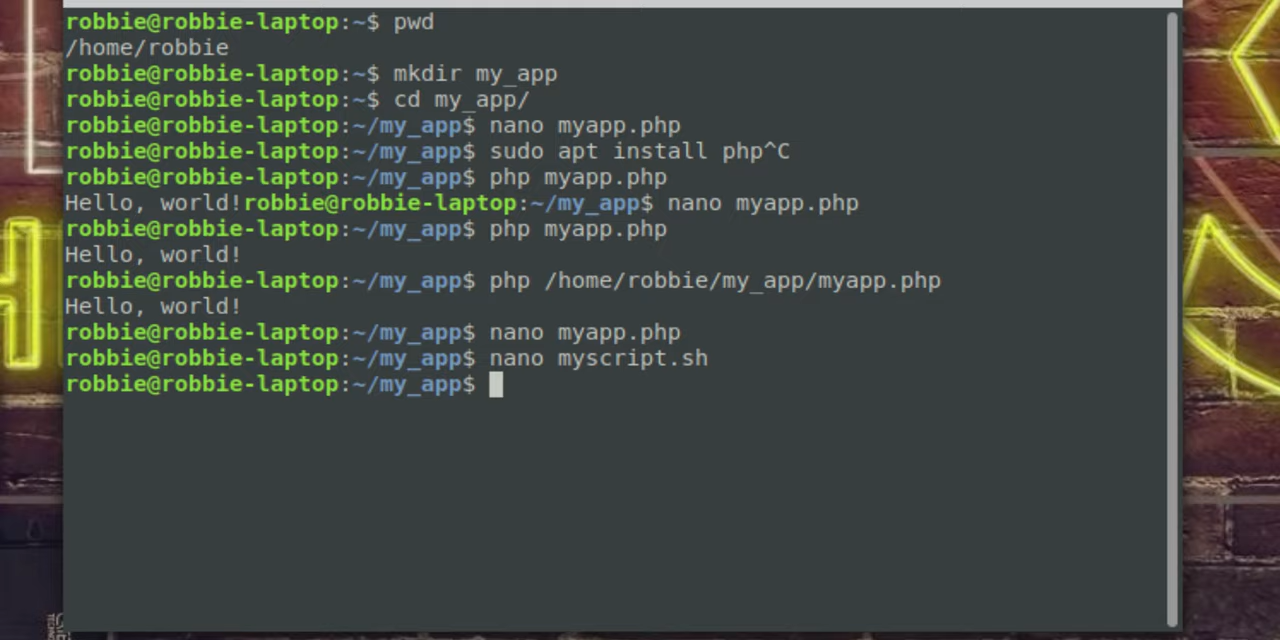 robbie@robbie-laptop:~$ pwd
/home/robbie
robbie@robbie-laptop:~$ mkdir my_app
robbie@robbie-laptop:~$ cd my_app/
robbie@robbie-laptop:~/my_app$ nano myapp.php
robbie@robbie-laptop:~/my_app$ sudo apt install php^C
robbie@robbie-laptop:~/my_app$ php myapp.php
Hello, world!robbie@robbie-laptop:~/my_app$ nano myapp.php
robbie@robbie-laptop:~/my_app$ php myapp.php
Hello, world!
robbie@robbie-laptop:~/my_app$ php /home/robbie/my_app/myapp.php
Hello, world!
robbie@robbie-laptop:~/my_app$ nano myapp.php
robbie@robbie-laptop:~/my_app$ nano myscript.sh
robbie@robbie-laptop:~/my_app$